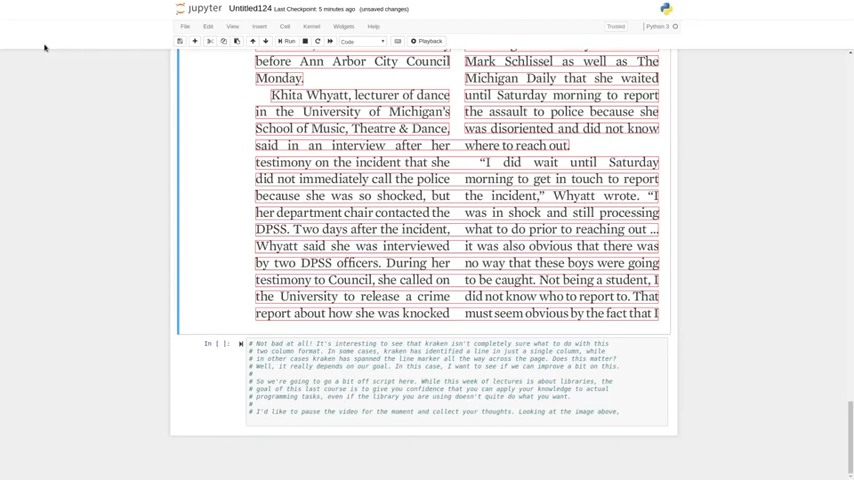 jupyter Untitled124 Last Checkpoint: 5 minutes ago (unsaved changes)
File Edit View Insert Cell Kernel Widgets Help Trusted Python 3
Run Code Playback
before Ann Arbor City Council
Monday.
Khita Whyatt, lecturer of dance
in the University of Michigan's
School of Music, Theatre & Dance,
said in an interview after her
testimony on the incident that she
did not immediately call the police
because she was so shocked, but
her department chair contacted the
DPSS. Two days after the incident,
Whyatt said she was interviewed
by two DPSS officers. During her
testimony to Council, she called on
the University to release a crime
report about how she was knocked
Mark Schlissel as well as The
Michigan Daily that she waited
until Saturday morning to report
the assault to police because she
was disoriented and did not know
where to reach out.
“I did wait until Saturday
morning to get in touch to report
the incident,” Whyatt wrote. “I
was in shock and still processing
what to do prior to reaching out ...
it was also obvious that there was
no way that these boys were going
to be caught. Not being a student, I
did not know who to report to. That
must seem obvious by the fact that I
In [ ]:
# Not bad at all! It's interesting to see that kraken isn't completely sure what to do with this
# two column format. In some cases, kraken has identified a line in just a single column, while
# in other cases kraken has spanned the line marker all the way across the page. Does this matter?
# Well, it really depends on our goal. In this case, I want to see if we can improve a bit on this.
#
# So we're going to go a bit off script here. While this week of lectures is about libraries, the
# goal of this last course is to give you confidence that you can apply your knowledge to actual
# programming tasks, even if the library you are using doesn't quite do what you want.
#
# I'd like to pause the video for the moment and collect your thoughts. Looking at the image above,